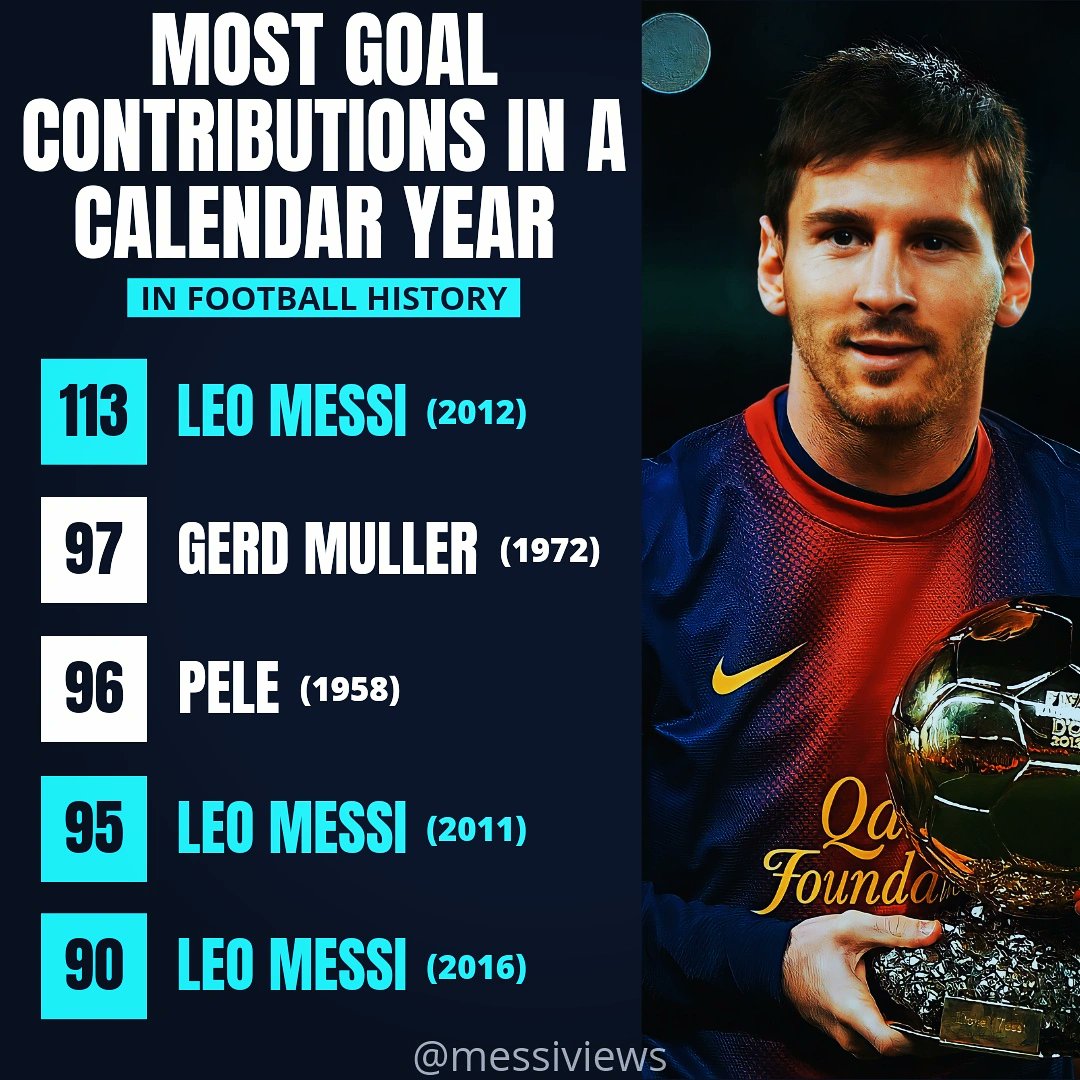 MOST GOAL
CONTRIBUTIONS IN A
CALENDAR YEAR
IN FOOTBALL HISTORY
113 LEO MESSI (2012)
97 GERD MULLER (1972)
96 PELE (1958)
95 LEO MESSI (2011)
90 LEO MESSI (2016)
Qa
Founda
D'O
2012
@messiviews